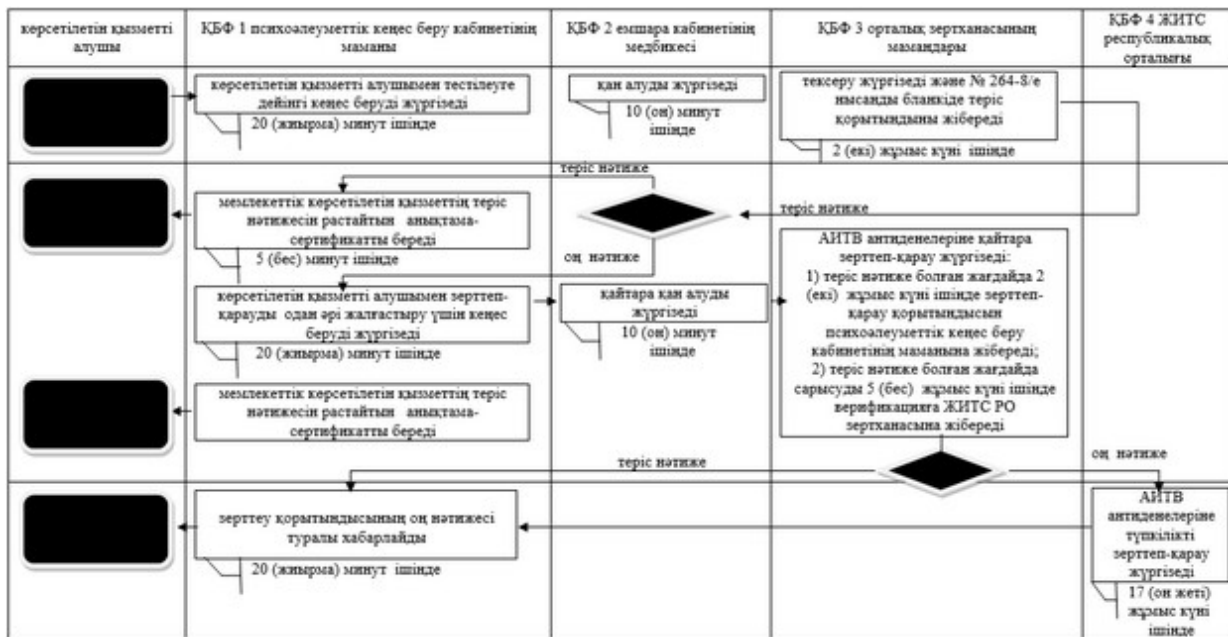 көрсетілетін қызметті
алушы
ҚБФ 1 психоәлеуметтік кеңес беру кабинетінің
маманы
ҚБФ 2 емшара кабинетінің
медбикесі
ҚБФ 3 орталық зертханасының
мамандары
ҚБФ 4 ЖИТС
республикалық
орталығы
көрсетілетін қызметті алушымен тестілеуге
дейінгі кеңес беруді жүргізеді
20 (жиырма) минут ішінде
қан алуды жүргізеді
10 (он) минут
ішінде
тексеру жүргізеді және № 264-8/е
нысанды бланкіде теріс
қорытындыны жібереді
2 (екі) жұмыс күні ішінде
теріс нәтиже
мемлекеттік көрсетілетін қызметтің теріс
нәтижесін растайтын анықтама-
сертификатты береді
5 (бес) минут ішінде
теріс нәтиже
оң нәтиже
көрсетілетін қызметті алушымен зерттеп-
қарауды одан әрі жалғастыру үшін кеңес
беруді жүргізеді
20 (жиырма) минут ішінде
қайтара қан алуды
жүргізеді
10 (он) минут
ішінде
АИТВ антиденелеріне қайтара
зерттеп-қарау жүргізеді:
1) теріс нәтиже болған жағдайда 2
(екі) жұмыс күні ішінде зерттеп-
қарау қорытындысын
психоәлеуметтік кеңес беру
кабинетінің маманына жібереді;
2) теріс нәтиже болған жағдайда
сарысуды 5 (бес) жұмыс күні ішінде
верификацияға ЖИТС РО
зертханасына жібереді
мемлекеттік көрсетілетін қызметтің теріс
нәтижесін растайтын анықтама-
сертификатты береді
теріс нәтиже
оң нәтиже
зерттеу қорытындысының оң нәтижесі
туралы хабарлайды
20 (жиырма) минут ішінде
АИТВ
антиденелеріне
түпкілікті
зерттеп-қарау
жүргізеді
17 (он жеті)
жұмыс күні
ішінде